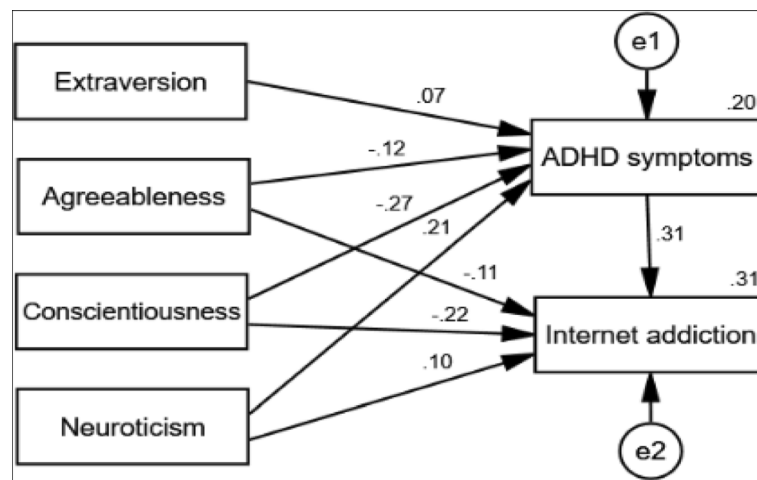 e1
Extraversion
.07
.20
-.12
ADHD symptoms
Agreeableness
-.27
.21
.31
-.11
.31
Conscientiousness
-.22
Internet addiction
.10
Neuroticism
e2